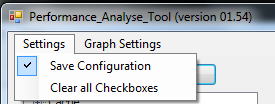 Performance_Analyse_Tool (version 01.54)
Settings Graph Settings
Save Configuration
Clear all Checkboxes